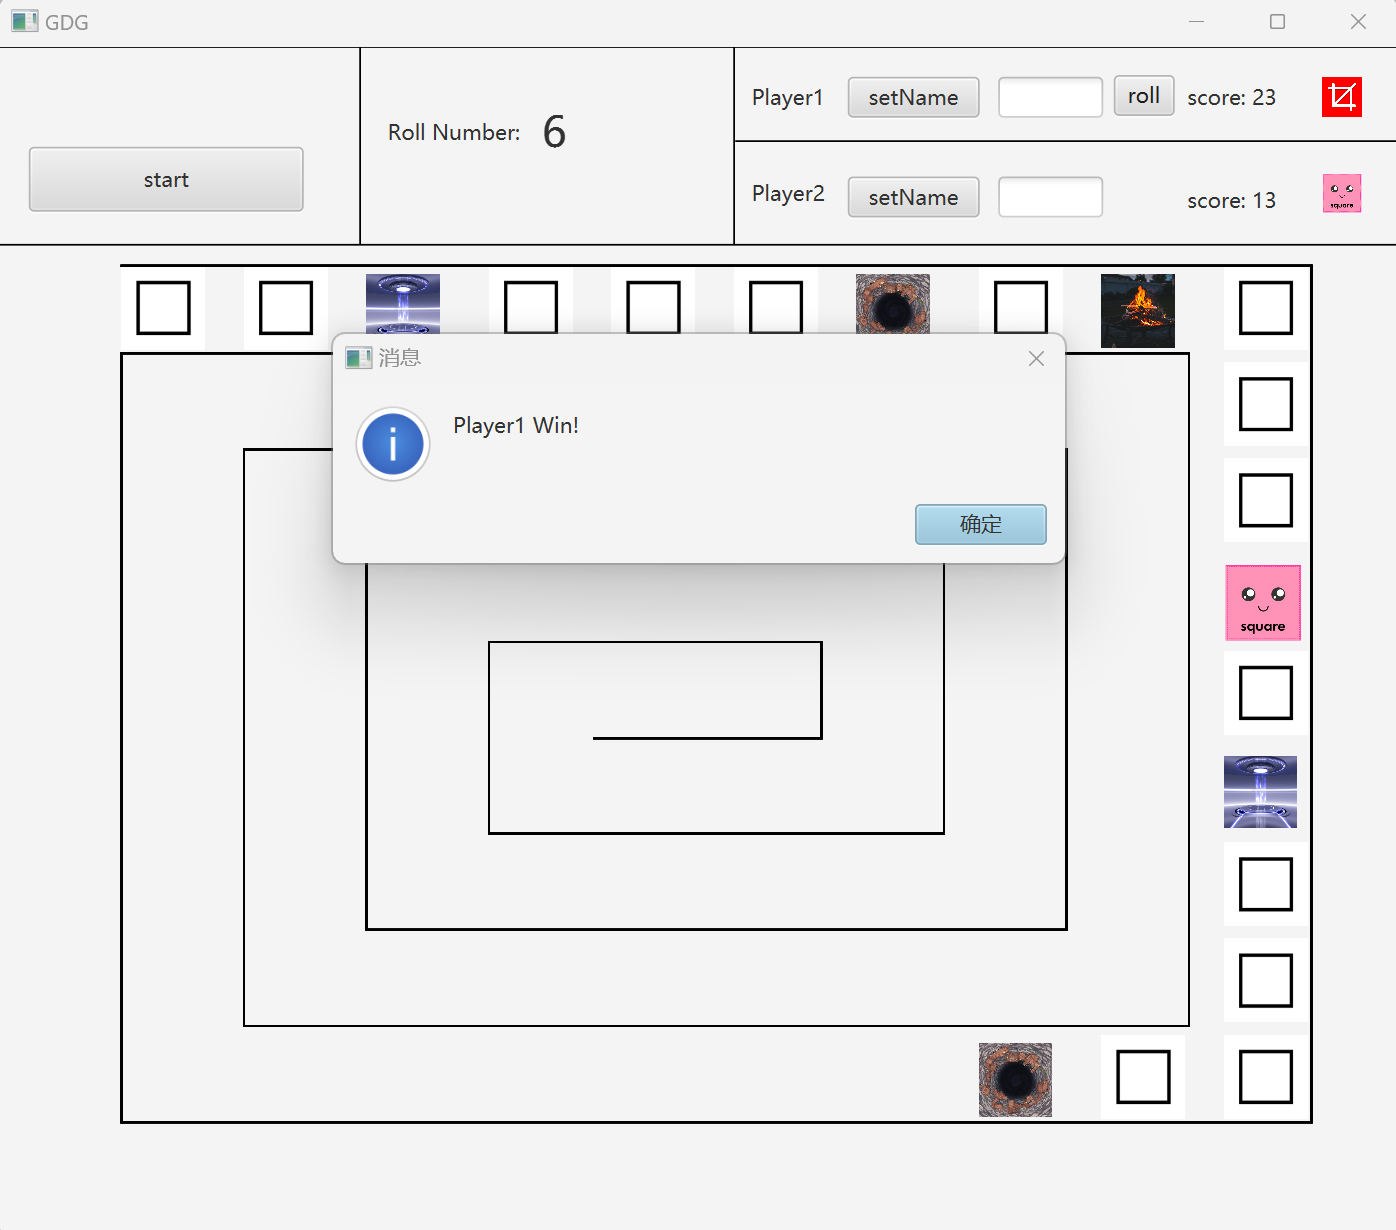 GDG
start
Roll Number: 6
Player1 setName roll score: 23
Player2 setName score: 13
square
消息
Player1 Win!
确定
square